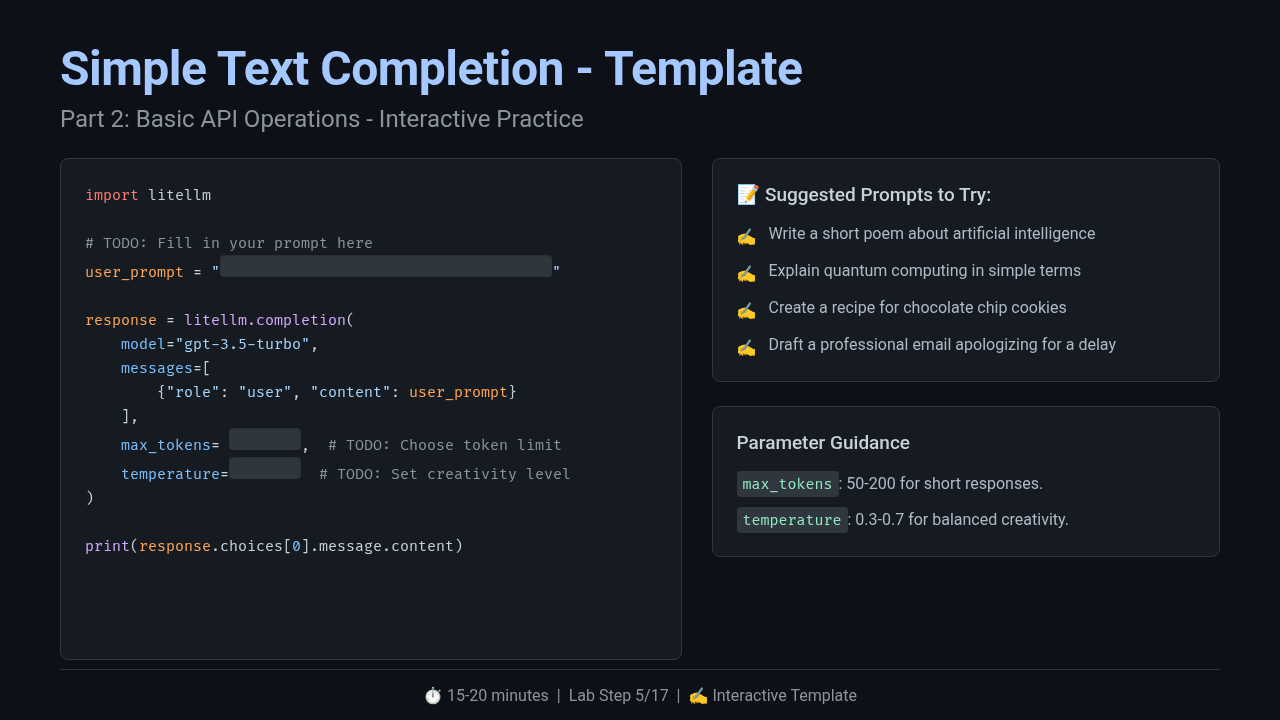 Simple Text Completion - Template
Part 2: Basic API Operations - Interactive Practice
import litellm
# TODO: Fill in your prompt here
user_prompt = ""
response = litellm.completion(
    model="gpt-3.5-turbo",
    messages=[
        {"role": "user", "content": user_prompt}
    ],
    max_tokens= ,  # TODO: Choose token limit
    temperature=  # TODO: Set creativity level
)
print(response.choices[0].message.content)
📝 Suggested Prompts to Try:
✍️ Write a short poem about artificial intelligence
✍️ Explain quantum computing in simple terms
✍️ Create a recipe for chocolate chip cookies
✍️ Draft a professional email apologizing for a delay
Parameter Guidance
max_tokens: 50-200 for short responses.
temperature: 0.3-0.7 for balanced creativity.
⏱️ 15-20 minutes | Lab Step 5/17 | ✍️ Interactive Template